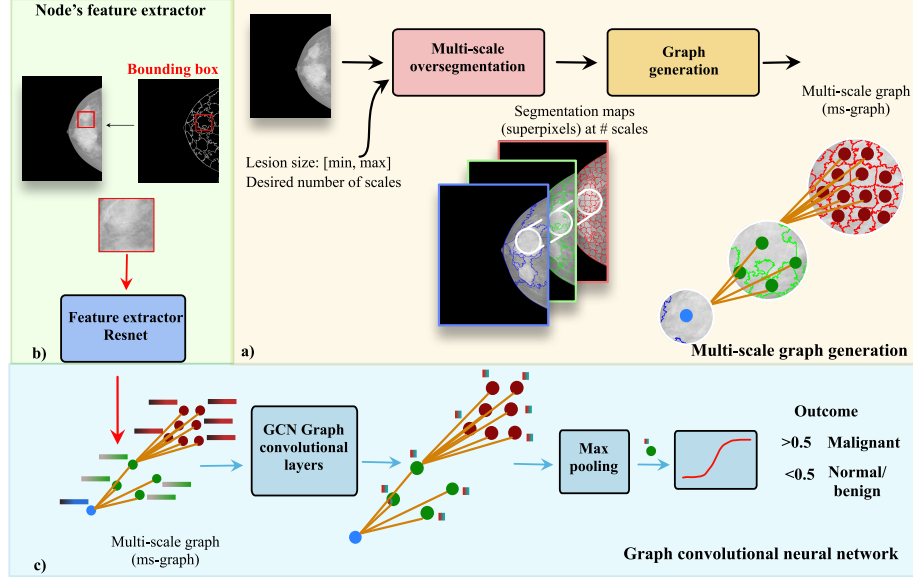 Node's feature extractor
Bounding box
Feature extractor
Resnet
b)
Multi-scale
oversegmentation
Graph
generation
Multi-scale graph
(ms-graph)
Segmentation maps
(superpixels) at # scales
Lesion size: [min, max]
Desired number of scales
a)
Multi-scale graph generation
GCN Graph
convolutional
layers
Max
pooling
Outcome
>0.5 Malignant
<0.5 Normal/
benign
Multi-scale graph
(ms-graph)
c)
Graph convolutional neural network